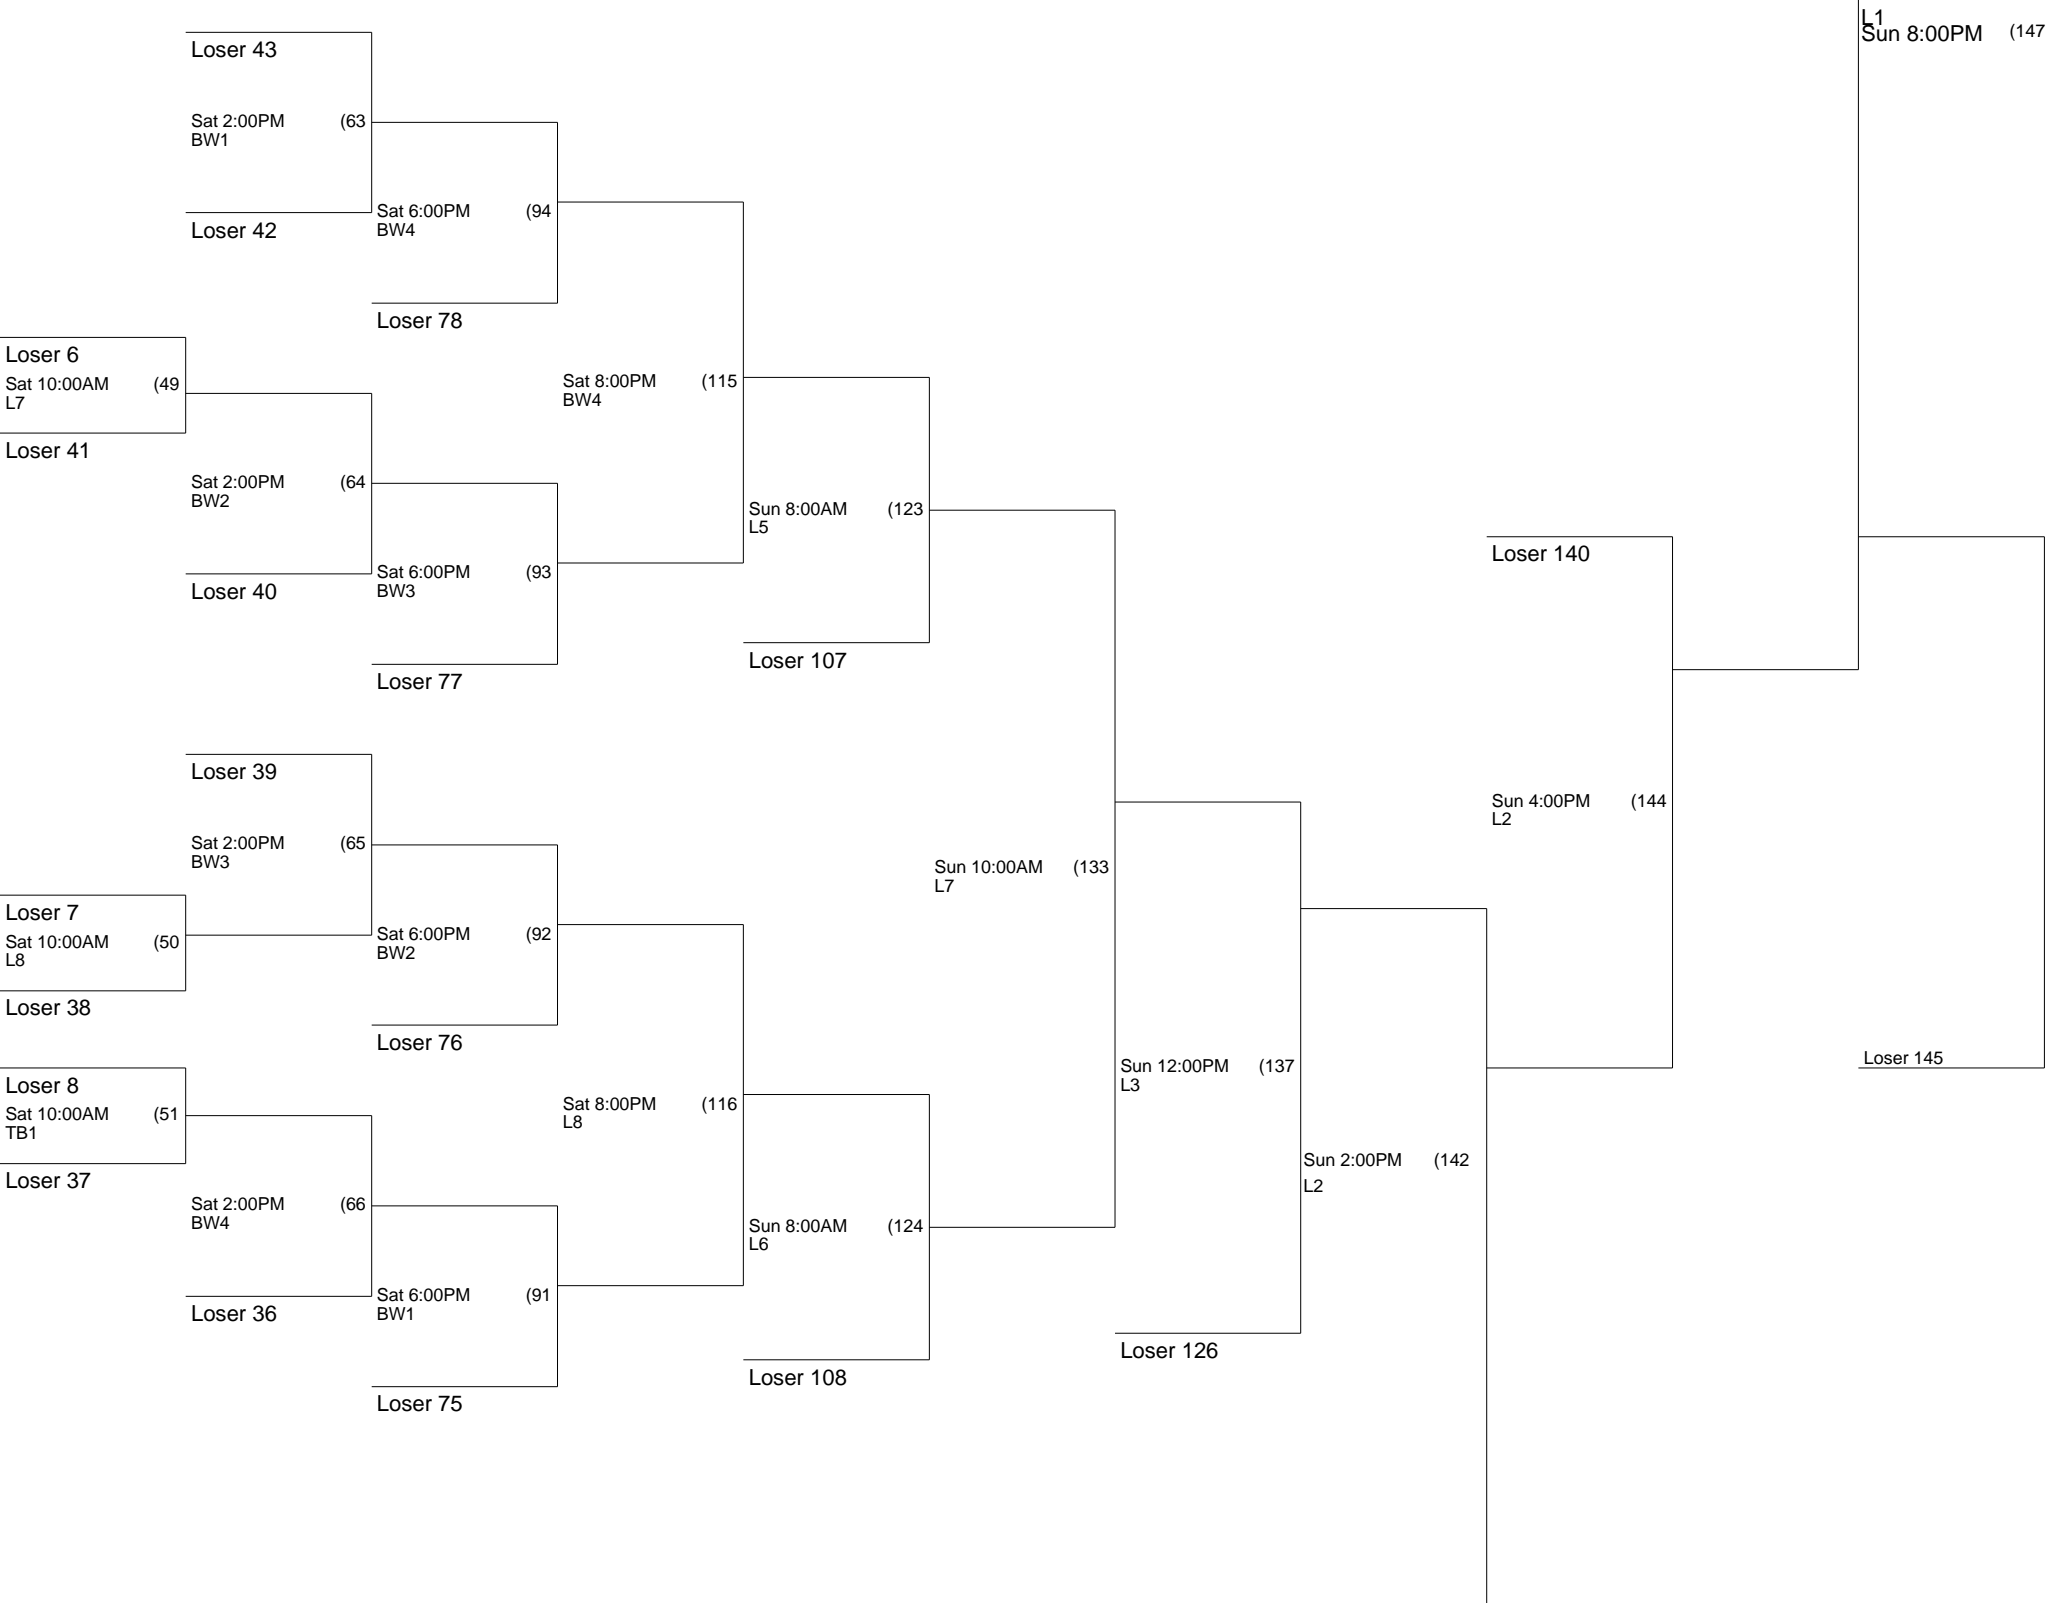 L1
Sun 8:00PM (147
Loser 43
Sat 2:00PM (63
BW1
Loser 42
Sat 6:00PM (94
BW4
Loser 78
Loser 6
Sat 10:00AM (49
L7
Loser 41
Sat 8:00PM (115
BW4
Sat 2:00PM (64
BW2
Sun 8:00AM (123
L5
Loser 140
Loser 40
Sat 6:00PM (93
BW3
Loser 107
Loser 77
Loser 39
Sun 4:00PM (144
L2
Sat 2:00PM (65
BW3
Sun 10:00AM (133
L7
Loser 7
Sat 10:00AM (50
L8
Sat 6:00PM (92
BW2
Loser 38
Loser 76
Loser 145
Sun 12:00PM (137
L3
Loser 8
Sat 10:00AM (51
TB1
Sat 8:00PM (116
L8
Loser 37
Sun 2:00PM (142
L2
Sat 2:00PM (66
BW4
Sun 8:00AM (124
L6
Loser 36
Sat 6:00PM (91
BW1
Loser 126
Loser 108
Loser 75